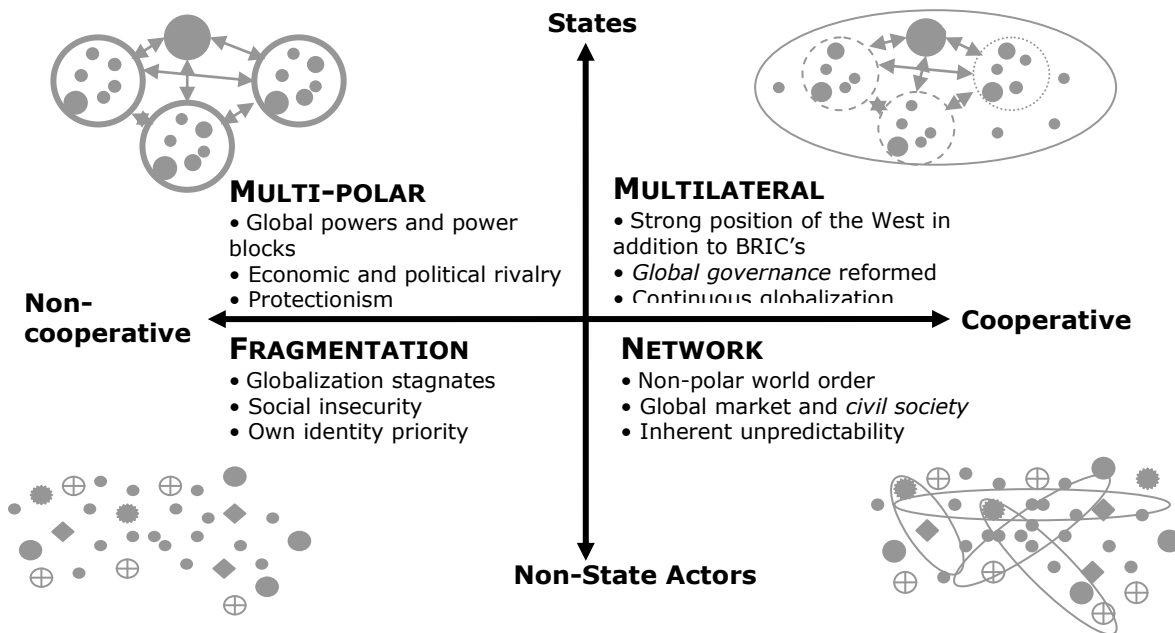 States
MULTI-POLAR
• Global powers and power
blocks
• Economic and political rivalry
• Protectionism
MULTILATERAL
• Strong position of the West in
addition to BRIC's
• Global governance reformed
• Continuous globalization
Non-
cooperative
Cooperative
FRAGMENTATION
• Globalization stagnates
• Social insecurity
• Own identity priority
NETWORK
• Non-polar world order
• Global market and civil society
• Inherent unpredictability
Non-State Actors